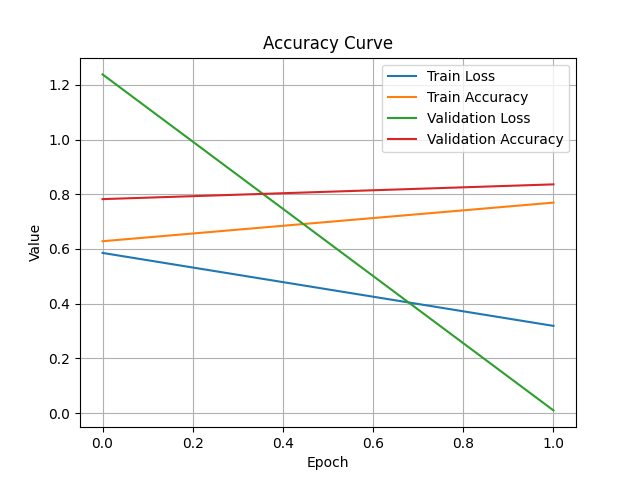 Accuracy Curve
Train Loss
Train Accuracy
Validation Loss
Validation Accuracy
Value
1.2
1.0
0.8
0.6
0.4
0.2
0.0
0.0 0.2 0.4 0.6 0.8 1.0
Epoch